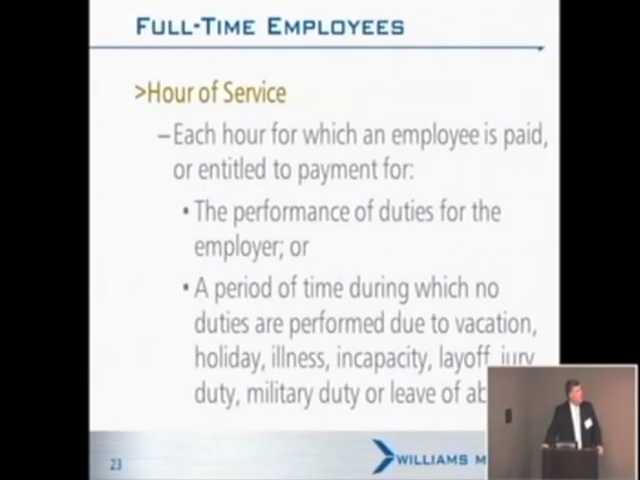 FULL-TIME EMPLOYEES
>Hour of Service
–Each hour for which an employee is paid,
or entitled to payment for:
•The performance of duties for the
employer; or
•A period of time during which no
duties are performed due to vacation,
holiday, illness, incapacity, layoff, jury
duty, military duty or leave of ab
23
WILLIAMS M